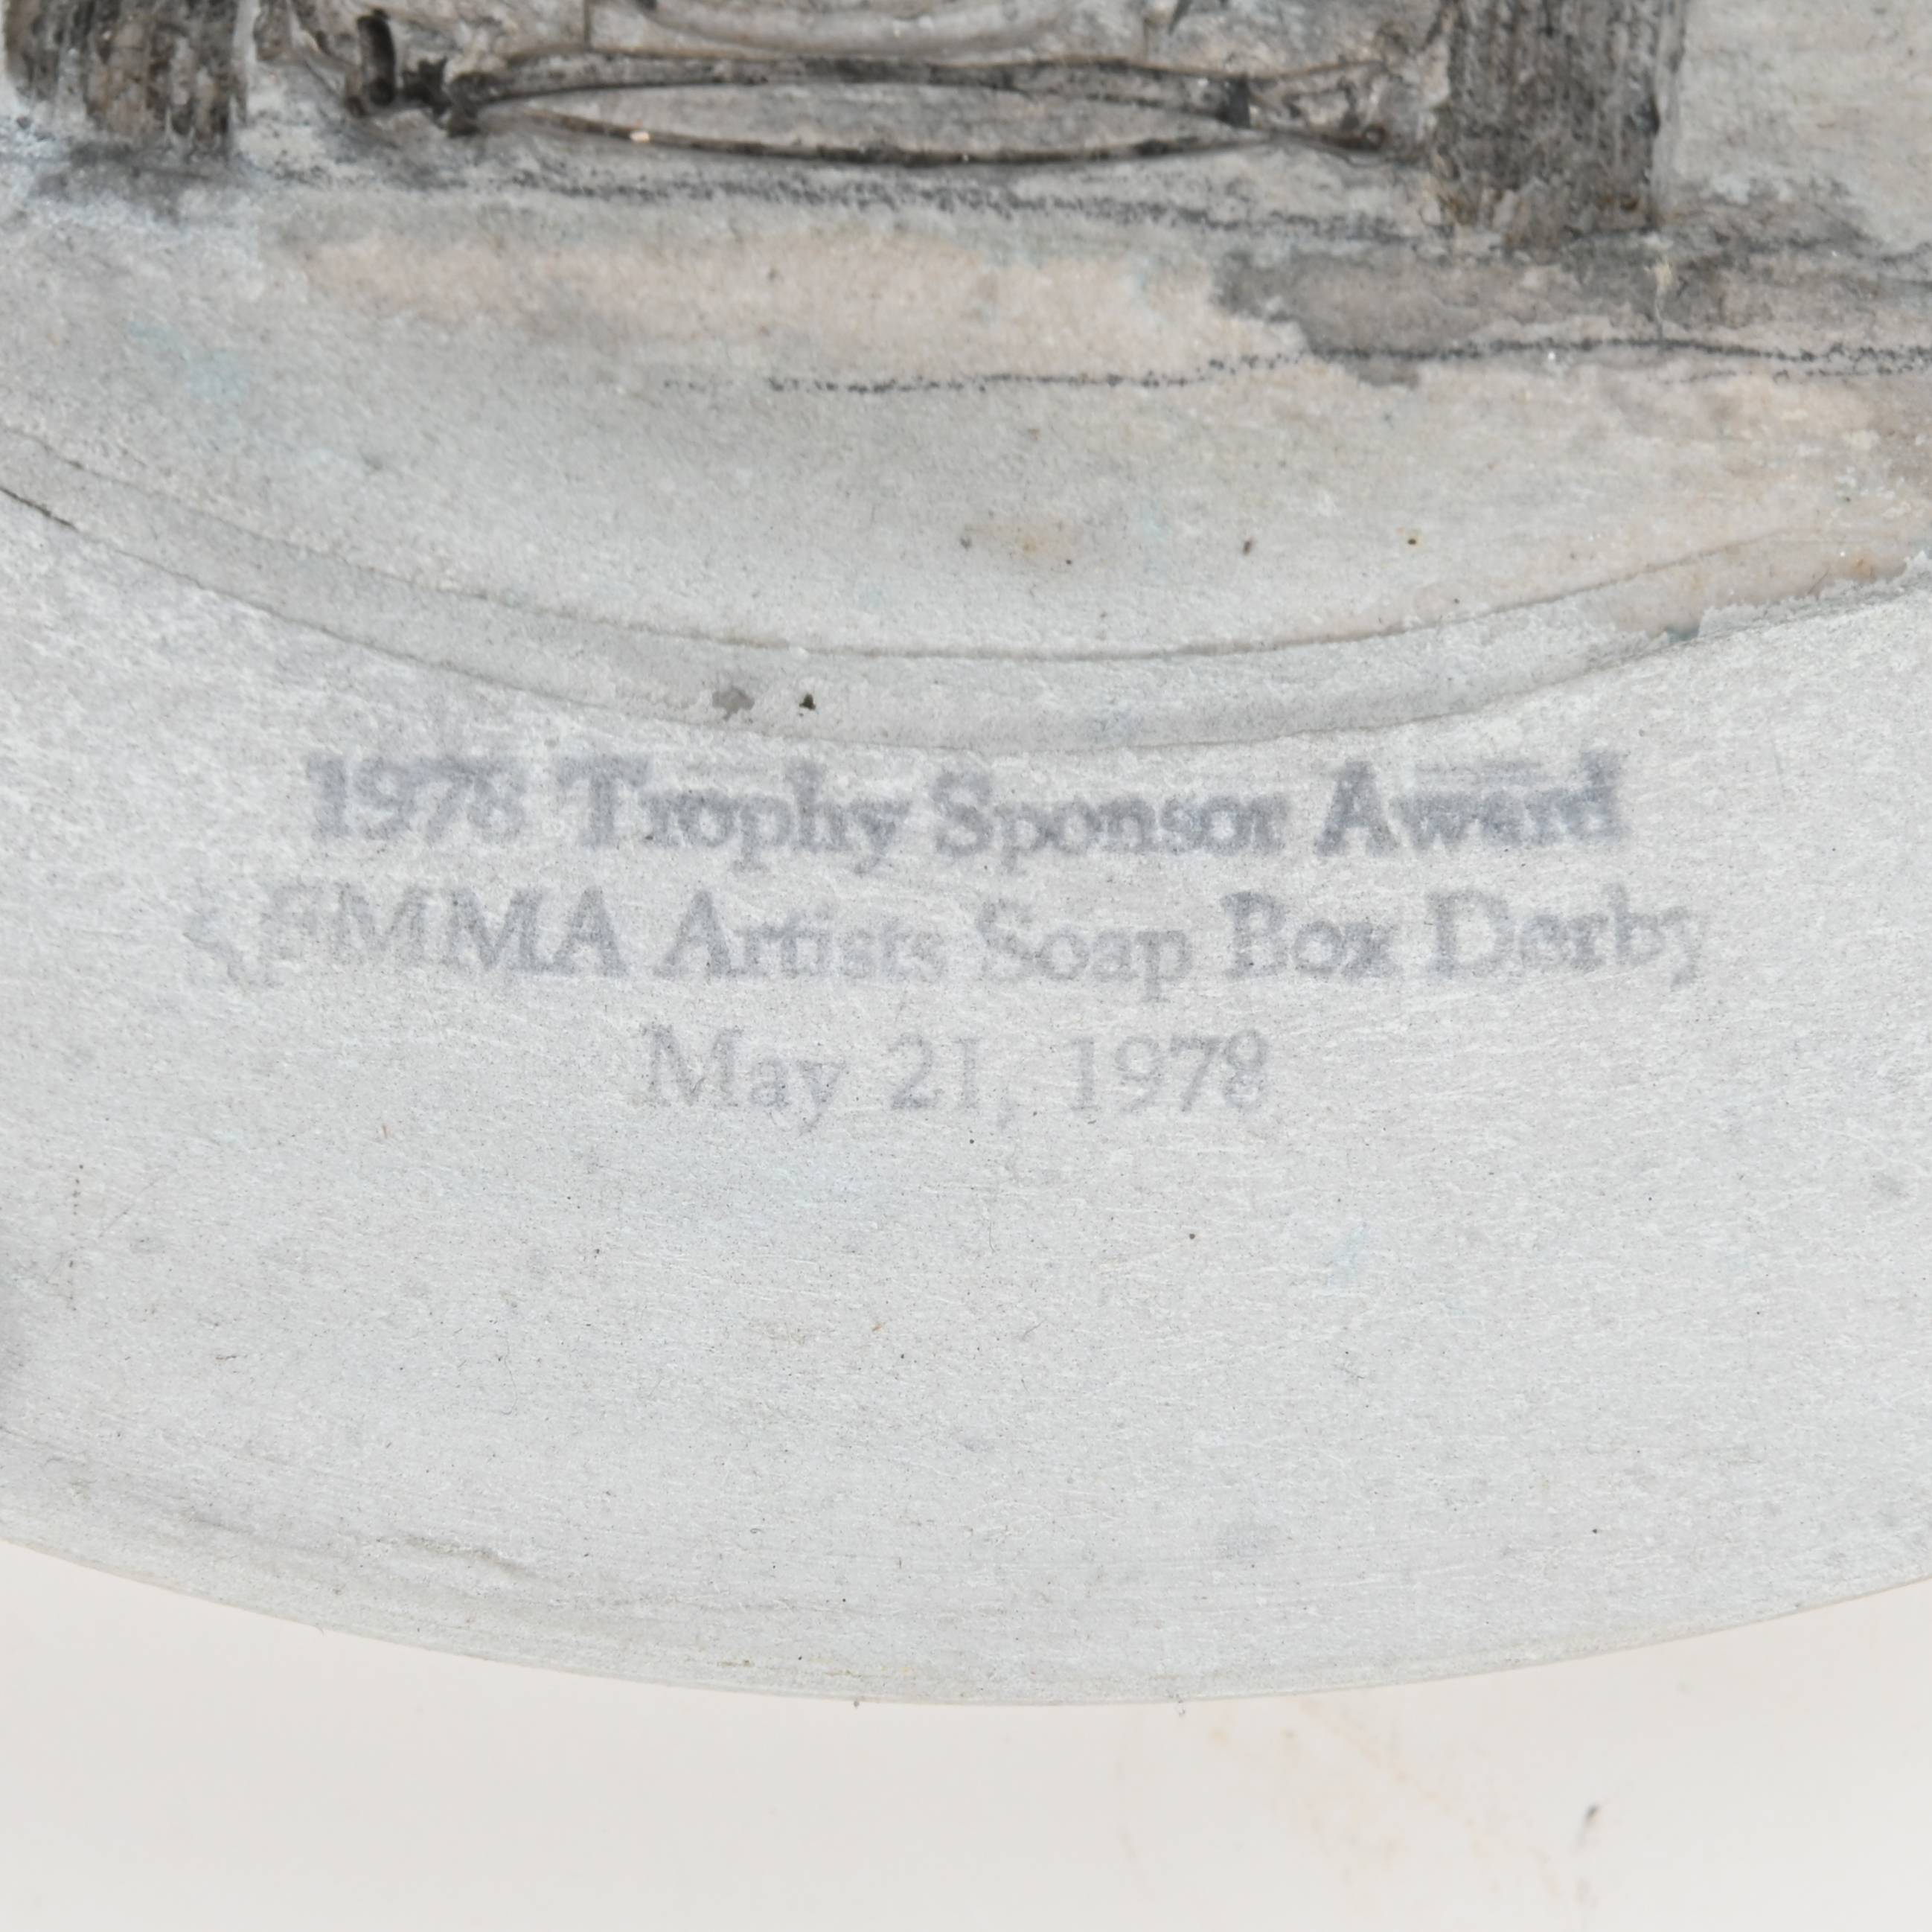 1978 Trophy Sponsor Award
SFMMA Artists Soap Box Derby
May 21, 1978